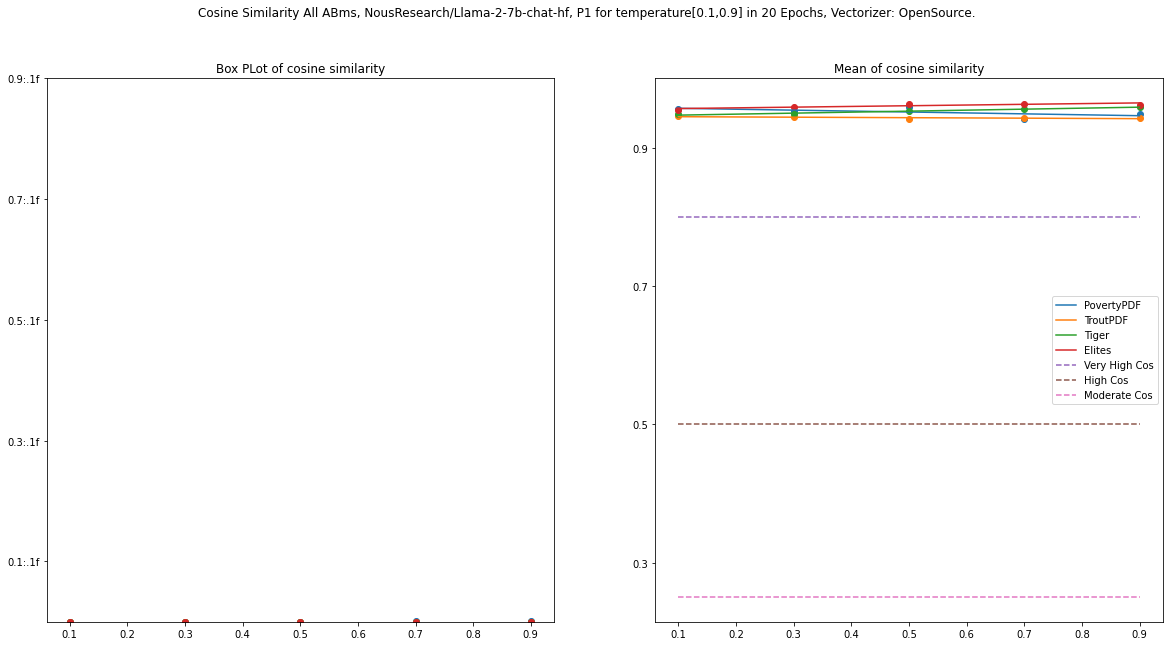 Cosine Similarity All ABms, NousResearch/Llama-2-7b-chat-hf, P1 for temperature[0.1,0.9] in 20 Epochs, Vectorizer: OpenSource.
Box PLot of cosine similarity
0.9:.1f
0.7:.1f
0.5:.1f
0.3:.1f
0.1:.1f
0.1 0.2 0.3 0.4 0.5 0.6 0.7 0.8 0.9
Mean of cosine similarity
0.9
0.7
0.5
0.3
PovertyPDF
TroutPDF
Tiger
Elites
Very High Cos
High Cos
Moderate Cos
0.1 0.2 0.3 0.4 0.5 0.6 0.7 0.8 0.9